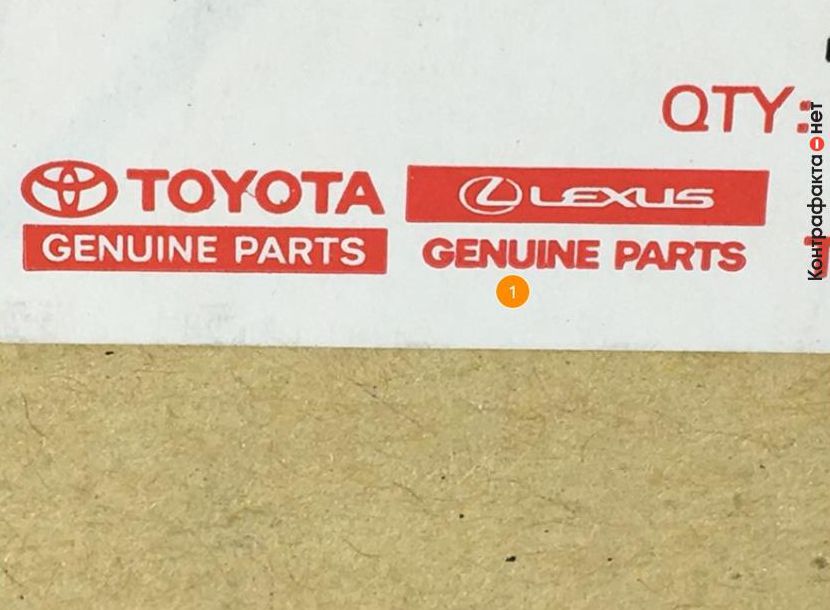 QTY:
TOYOTA
GENUINE PARTS
LEXUS
GENUINE PARTS
1
Контрафакта нет